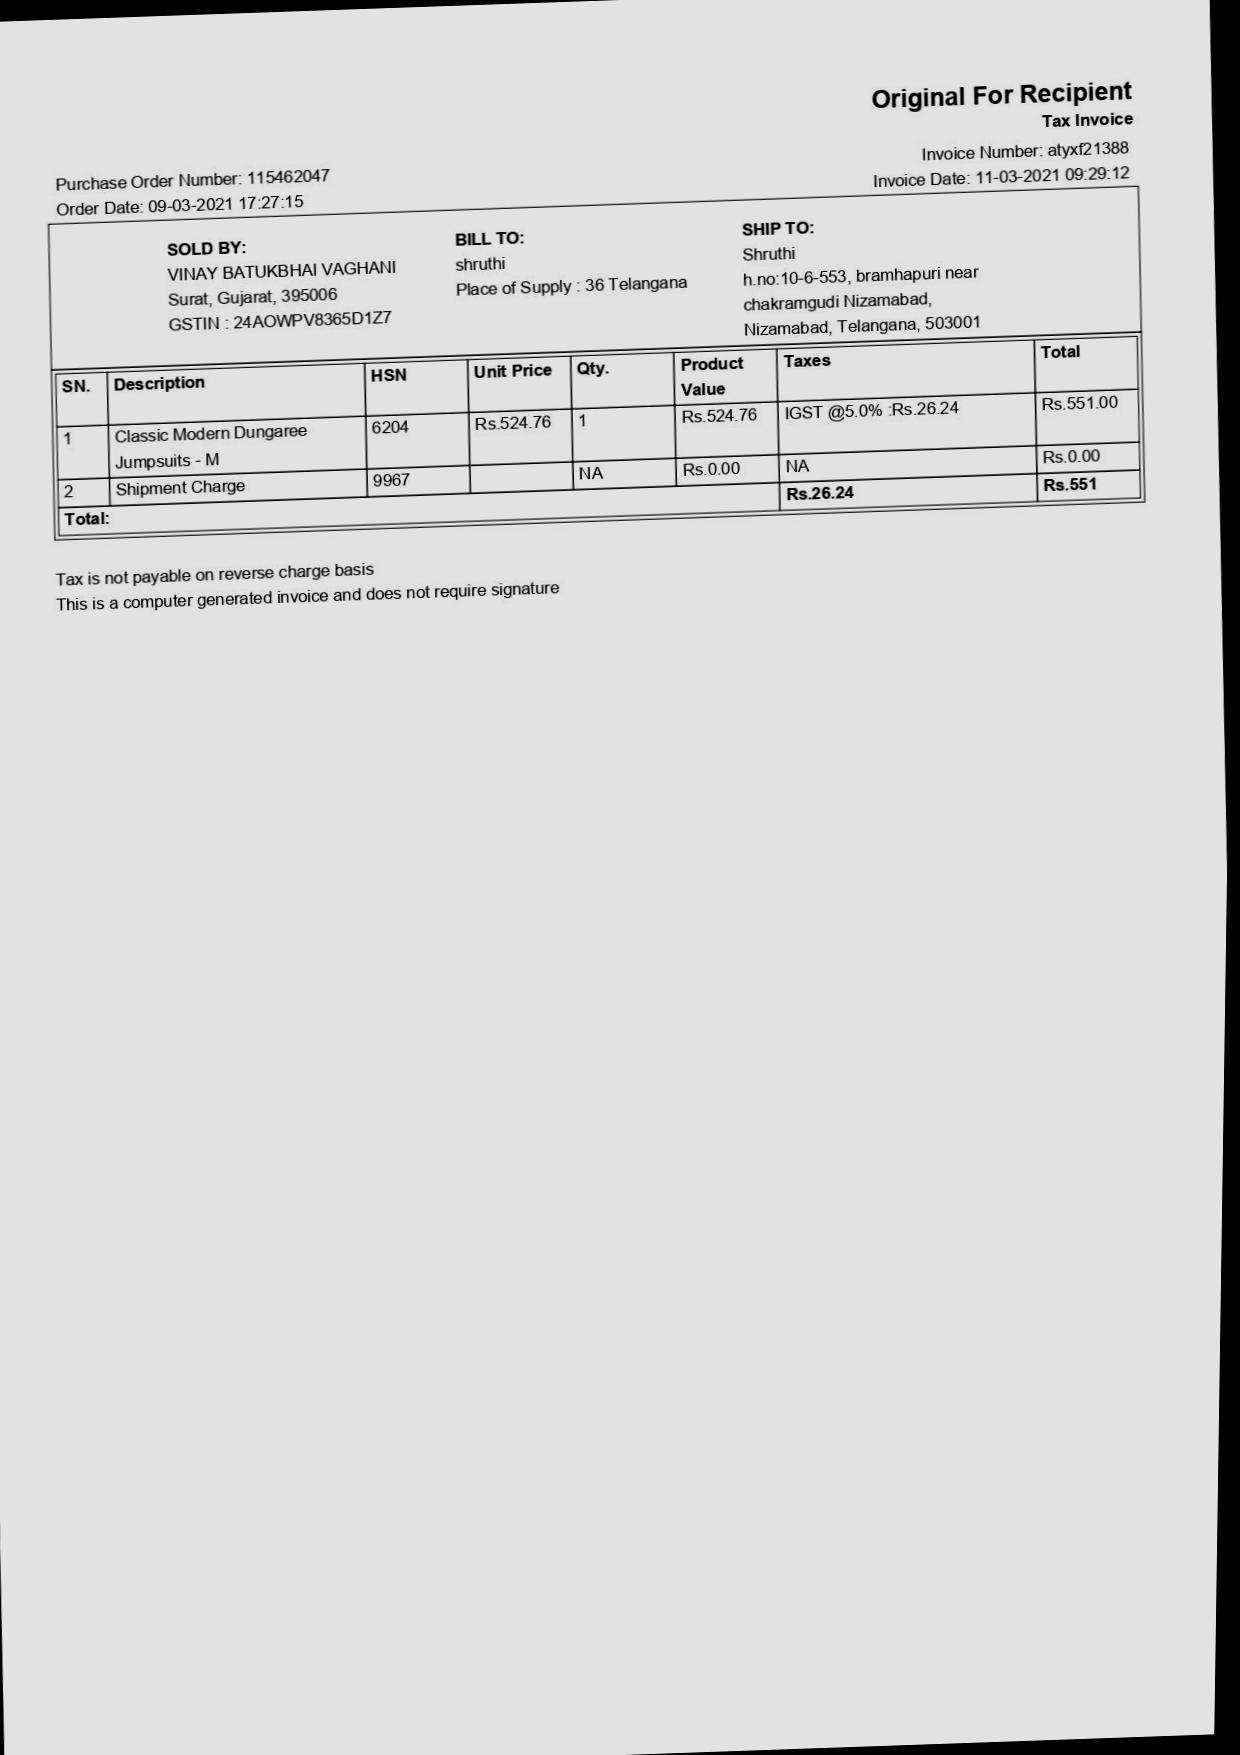 Original For Recipient
Tax Invoice
Purchase Order Number: 115462047
Invoice Number: atyxf21388
Order Date: 09-03-2021 17:27:15
Invoice Date: 11-03-2021 09:29:12
SOLD BY:
VINAY BATUKBHAI VAGHANI
Surat, Gujarat, 395006
GSTIN : 24AOWPV8365D1Z7
BILL TO:
shruthi
Place of Supply : 36 Telangana
SHIP TO:
Shruthi
h.no:10-6-553, bramhapuri near
chakramgudi Nizamabad,
Nizamabad, Telangana, 503001
SN. Description HSN Unit Price Qty. Product Value Taxes Total
1 Classic Modern Dungaree Jumpsuits - M 6204 Rs.524.76 1 Rs.524.76 IGST @5.0% :Rs.26.24 Rs.551.00
2 Shipment Charge 9967 NA Rs.0.00 NA Rs.0.00
Total: Rs.26.24 Rs.551
Tax is not payable on reverse charge basis
This is a computer generated invoice and does not require signature